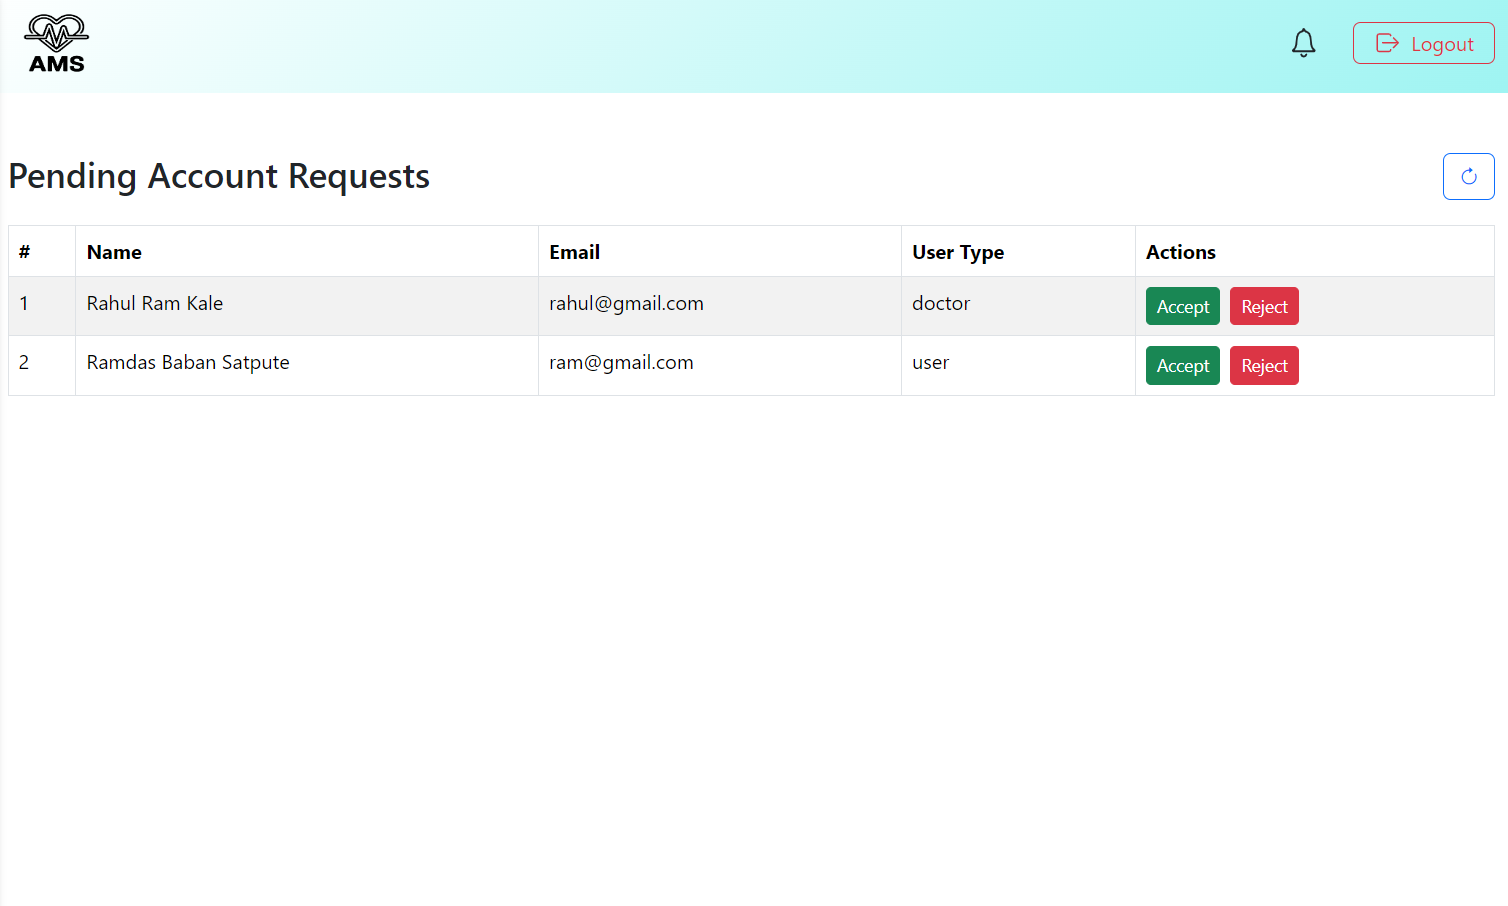 AMS
Logout
Pending Account Requests
# Name Email User Type Actions
1 Rahul Ram Kale rahul@gmail.com doctor Accept Reject
2 Ramdas Baban Satpute ram@gmail.com user Accept Reject